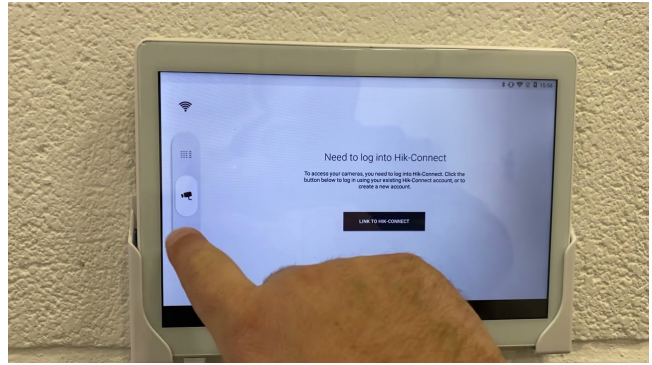 15:56
Need to log into Hik-Connect
To access your cameras, you need to log into Hik-Connect. Click the
button below to log in using your existing Hik-Connect account, or to
create a new account.
LINK TO HIK-CONNECT